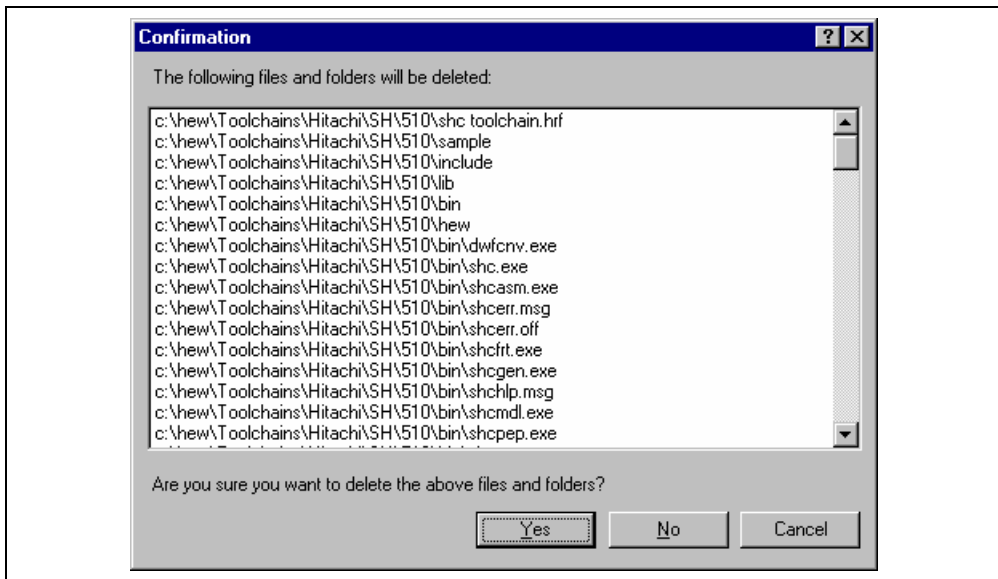 Confirmation
The following files and folders will be deleted:
c:\hew\Toolchains\Hitachi\SH\510\shc toolchain.hrf
c:\hew\Toolchains\Hitachi\SH\510\sample
c:\hew\Toolchains\Hitachi\SH\510\include
c:\hew\Toolchains\Hitachi\SH\510\lib
c:\hew\Toolchains\Hitachi\SH\510\bin
c:\hew\Toolchains\Hitachi\SH\510\hew
c:\hew\Toolchains\Hitachi\SH\510\bin\dwfcnv.exe
c:\hew\Toolchains\Hitachi\SH\510\bin\shc.exe
c:\hew\Toolchains\Hitachi\SH\510\bin\shcasm.exe
c:\hew\Toolchains\Hitachi\SH\510\bin\shcerr.msg
c:\hew\Toolchains\Hitachi\SH\510\bin\shcerr.off
c:\hew\Toolchains\Hitachi\SH\510\bin\shcfrt.exe
c:\hew\Toolchains\Hitachi\SH\510\bin\shcgen.exe
c:\hew\Toolchains\Hitachi\SH\510\bin\shchlp.msg
c:\hew\Toolchains\Hitachi\SH\510\bin\shcmdl.exe
c:\hew\Toolchains\Hitachi\SH\510\bin\shcpep.exe
Are you sure you want to delete the above files and folders?
Yes No Cancel